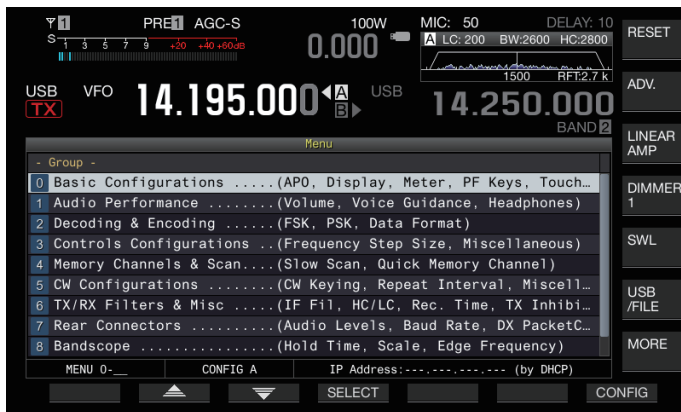 1 PRE 1 AGC-S 100W MIC: 50 DELAY: 10
S 1 3 5 7 9 +20 +40 +60dB
0.000
A LC: 200 BW:2600 HC:2800
1500 RFT:2.7 k
USB VFO 14.195.000 A USB 14.250.000
TX B BAND 2
Menu
- Group -
0 Basic Configurations .....(APO, Display, Meter, PF Keys, Touch…
1 Audio Performance ........(Volume, Voice Guidance, Headphones)
2 Decoding & Encoding ......(FSK, PSK, Data Format)
3 Controls Configurations ..(Frequency Step Size, Miscellaneous)
4 Memory Channels & Scan....(Slow Scan, Quick Memory Channel)
5 CW Configurations ........(CW Keying, Repeat Interval, Miscell…
6 TX/RX Filters & Misc .....(IF Fil, HC/LC, Rec. Time, TX Inhibi…
7 Rear Connectors ..........(Audio Levels, Baud Rate, DX PacketC…
8 Bandscope ................(Hold Time, Scale, Edge Frequency)
MENU 0-__ CONFIG A IP Address:---.---.---.--- (by DHCP)
SELECT CONFIG
RESET
ADV.
LINEAR
AMP
DIMMER
1
SWL
USB
/FILE
MORE